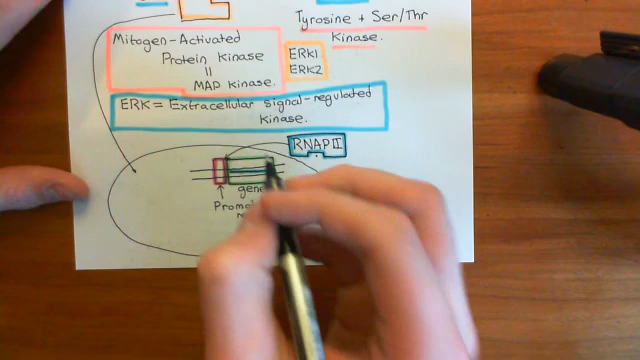 Tyrosine + Ser/Thr
Kinase.
Mitogen-Activated
Protein kinase
=
MAP kinase.
ERK1
ERK2
ERK = Extracellular signal-regulated
kinase.
RNAP II
gene